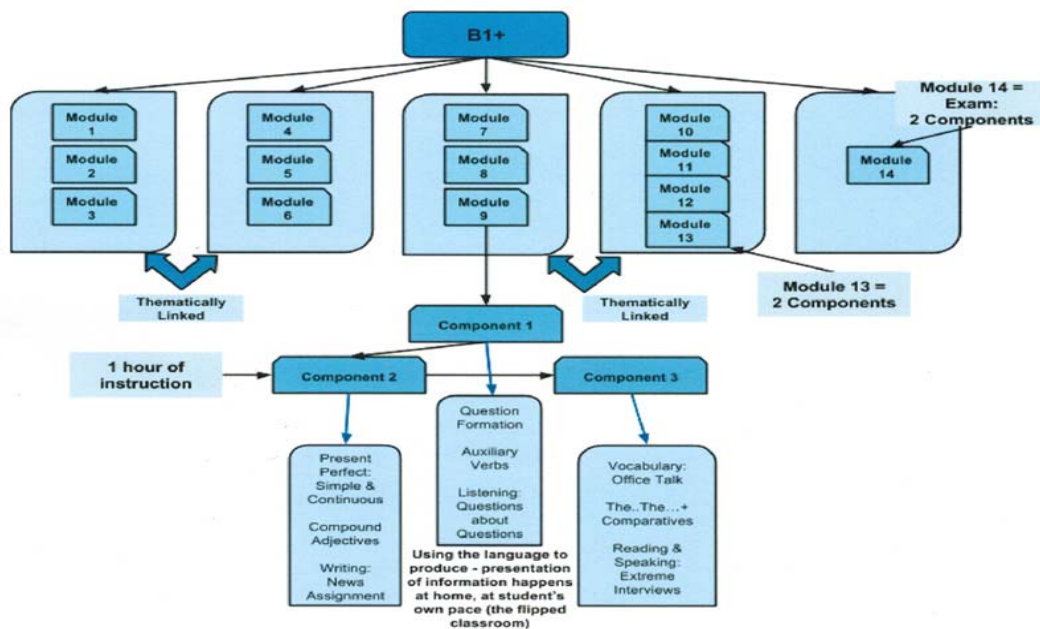 B1+
Module 14 =
Exam:
2 Components
Module
1
Module
2
Module
3
Module
4
Module
5
Module
6
Module
7
Module
8
Module
9
Module
10
Module
11
Module
12
Module
13
Module
14
Thematically
Linked
Thematically
Linked
Module 13 =
2 Components
Component 1
1 hour of
instruction
Component 2
Component 3
Present
Perfect:
Simple &
Continuous
Compound
Adjectives
Writing:
News
Assignment
Question
Formation
Auxiliary
Verbs
Listening:
Questions
about
Questions
Using the language to
produce - presentation
of information happens
at home, at student's
own pace (the flipped
classroom)
Vocabulary:
Office Talk
The..The...+
Comparatives
Reading &
Speaking:
Extreme
Interviews